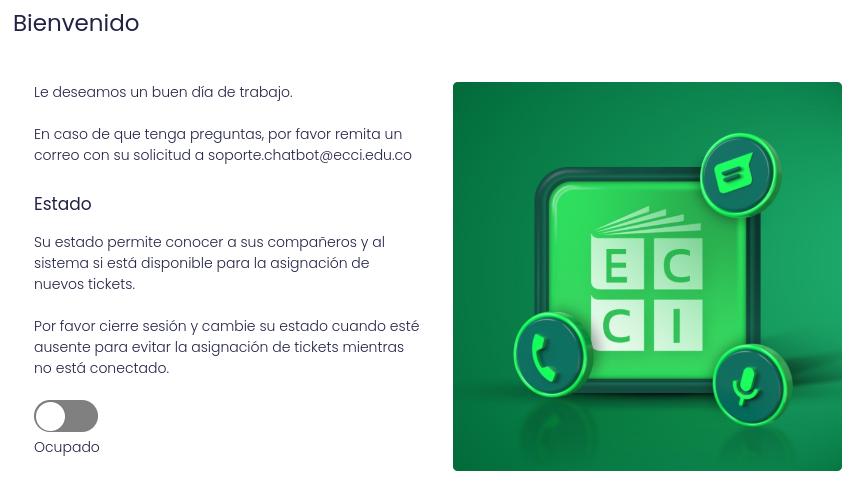 Bienvenido
Le deseamos un buen día de trabajo.
En caso de que tenga preguntas, por favor remita un
correo con su solicitud a soporte.chatbot@ecci.edu.co
Estado
Su estado permite conocer a sus compañeros y al
sistema si está disponible para la asignación de
nuevos tickets.
Por favor cierre sesión y cambie su estado cuando esté
ausente para evitar la asignación de tickets mientras
no está conectado.
Ocupado
E C
C I